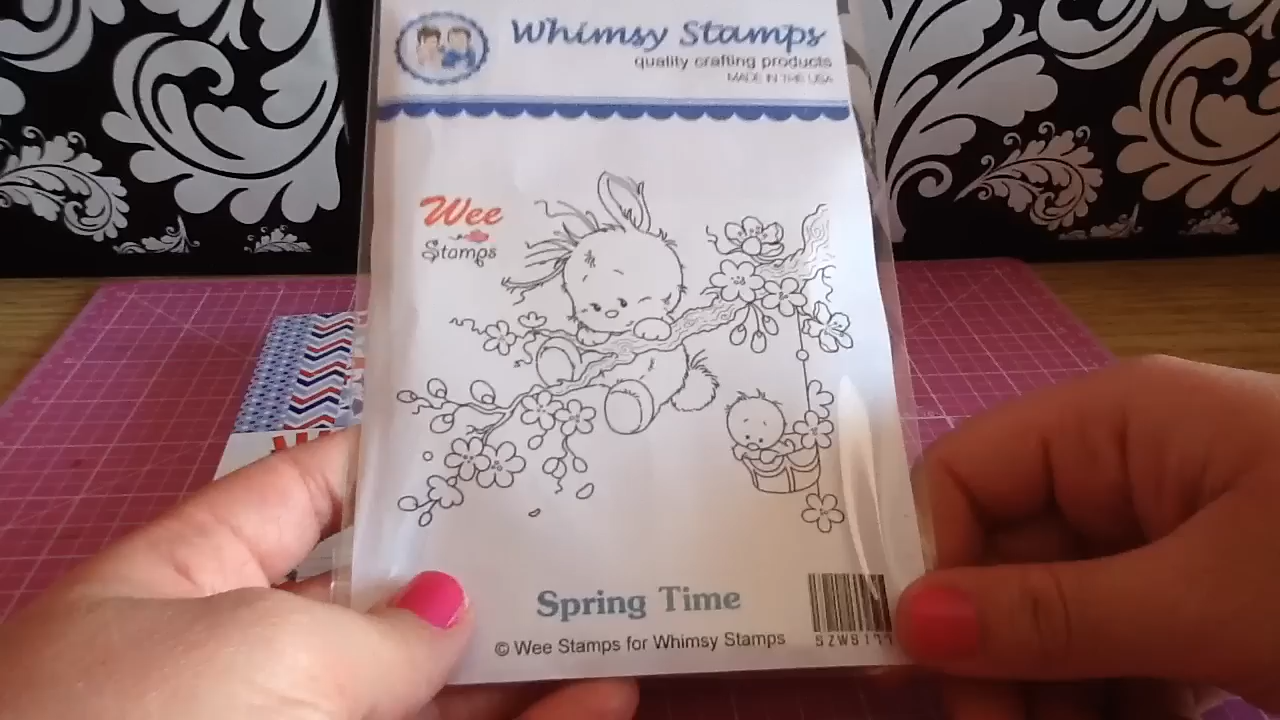 Whimsy Stamps
quality crafting products
MADE IN THE USA
Wee
Stamps
Spring Time
© Wee Stamps for Whimsy Stamps